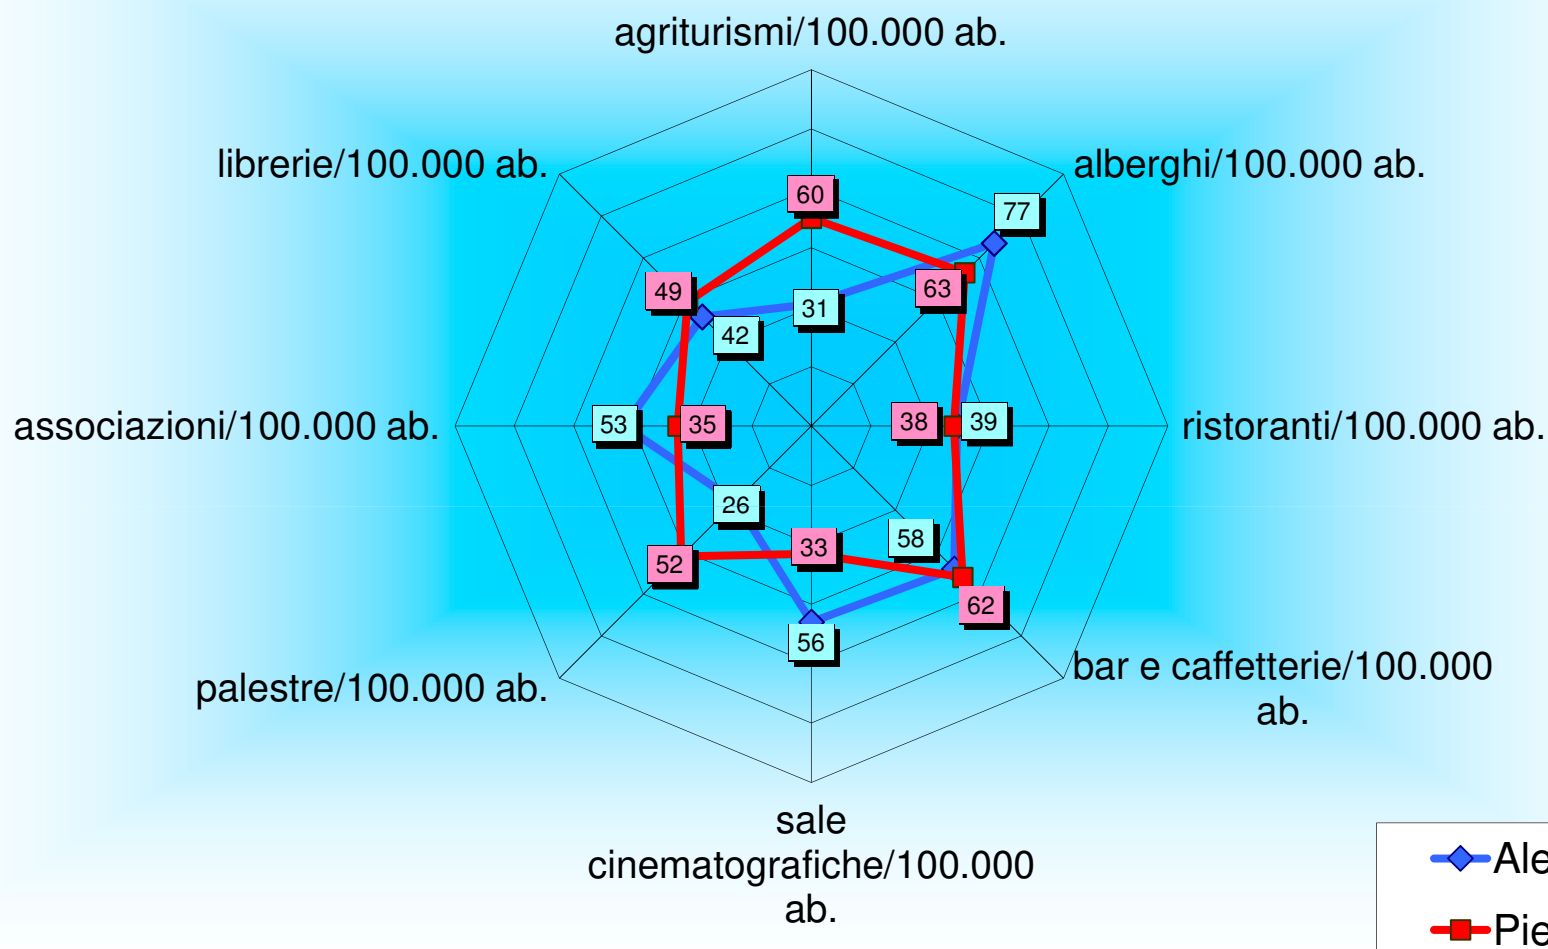 agriturismi/100.000 ab.
librerie/100.000 ab.
alberghi/100.000 ab.
60
77
49
63
31
42
associazioni/100.000 ab.
53
35
38
39
ristoranti/100.000 ab.
26
58
33
52
62
56
palestre/100.000 ab.
bar e caffetterie/100.000
ab.
sale
cinematografiche/100.000
ab.
Ale
Pie